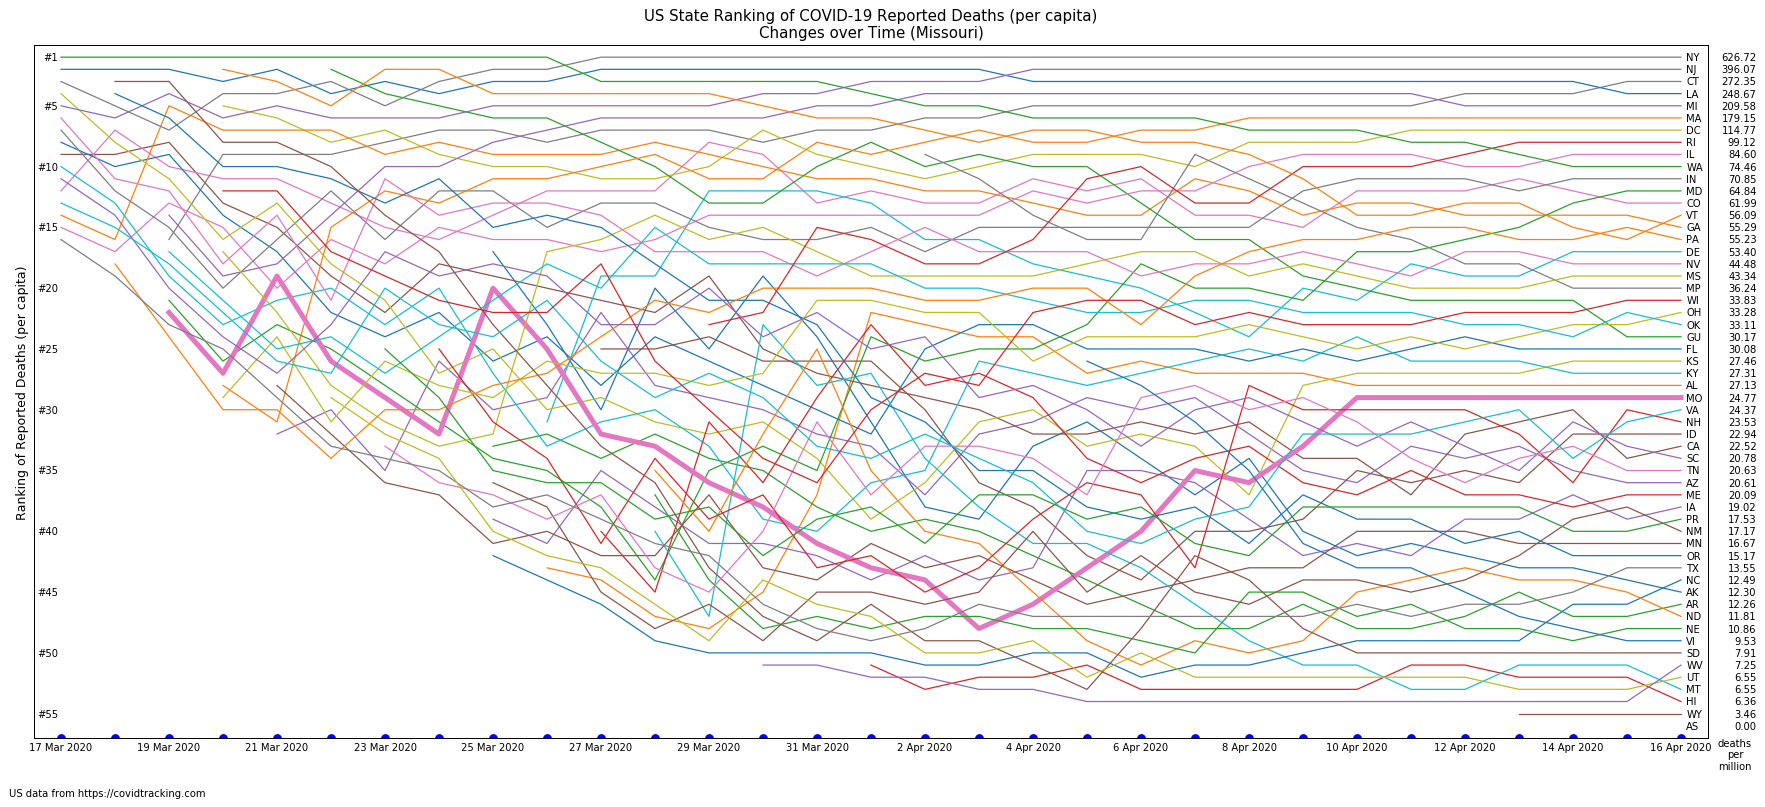 US State Ranking of COVID-19 Reported Deaths (per capita)
Changes over Time (Missouri)
Ranking of Reported Deaths (per capita)
#1
#5
#10
#15
#20
#25
#30
#35
#40
#45
#50
#55
NY 626.72
NJ 396.07
CT 272.35
LA 248.67
MI 209.58
MA 179.15
DC 114.77
RI 99.12
IL 84.60
WA 74.46
IN 70.85
MD 64.84
CO 61.99
VT 56.09
GA 55.29
PA 55.23
DE 53.40
NV 44.48
MS 43.34
MP 36.24
WI 33.83
OH 33.28
OK 33.11
GU 30.17
FL 30.08
KS 27.46
KY 27.31
AL 27.13
MO 24.77
VA 24.37
NH 23.53
ID 22.94
CA 22.52
SC 20.78
TN 20.63
AZ 20.61
ME 20.09
IA 19.02
PR 17.53
NM 17.17
MN 16.67
OR 15.17
TX 13.55
NC 12.49
AK 12.30
AR 12.26
ND 11.81
NE 10.86
VI 9.53
SD 7.91
WV 7.25
UT 6.55
MT 6.55
HI 6.36
WY 3.46
AS 0.00
17 Mar 2020 19 Mar 2020 21 Mar 2020 23 Mar 2020 25 Mar 2020 27 Mar 2020 29 Mar 2020 31 Mar 2020 2 Apr 2020 4 Apr 2020 6 Apr 2020 8 Apr 2020 10 Apr 2020 12 Apr 2020 14 Apr 2020 16 Apr 2020
deaths
per
million
US data from https://covidtracking.com